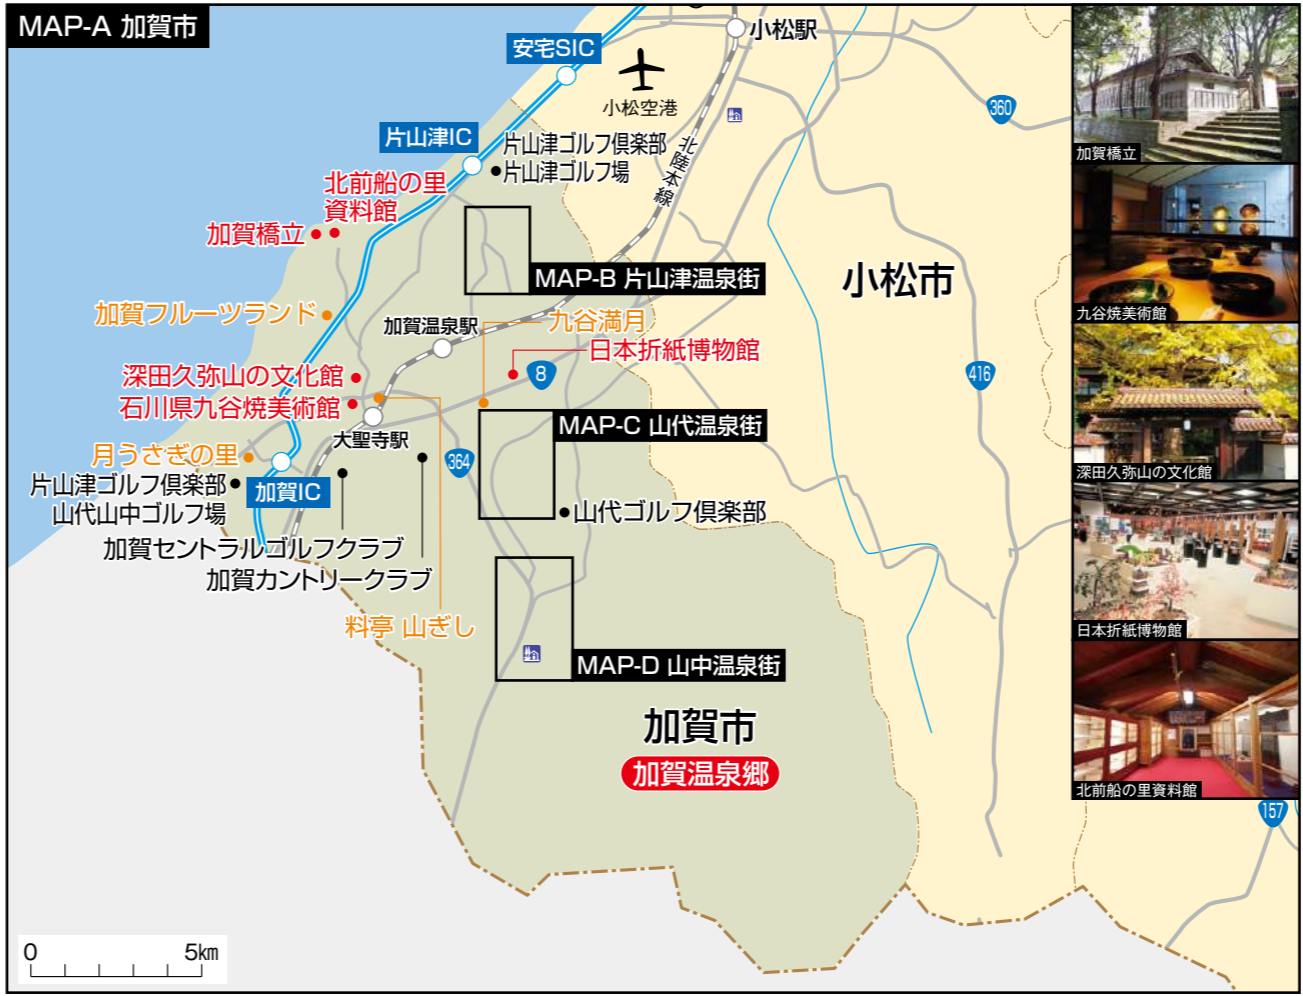 MAP-A 加賀市
小松駅
安宅SIC
小松空港
360
片山津IC
片山津ゴルフ倶楽部
片山津ゴルフ場
北陸本線
北前船の里
資料館
加賀橋立
MAP-B 片山津温泉街
小松市
加賀フルーツランド
加賀温泉駅
九谷満月
日本折紙博物館
8
416
深田久弥山の文化館
石川県九谷焼美術館
大聖寺駅
MAP-C 山代温泉街
月うさぎの里
364
片山津ゴルフ倶楽部
山代山中ゴルフ場
加賀IC
山代ゴルフ倶楽部
加賀セントラルゴルフクラブ
加賀カントリークラブ
料亭 山ぎし
MAP-D 山中温泉街
加賀市
加賀温泉郷
157
0 5km
加賀橋立
九谷焼美術館
深田久弥山の文化館
日本折紙博物館
北前船の里資料館